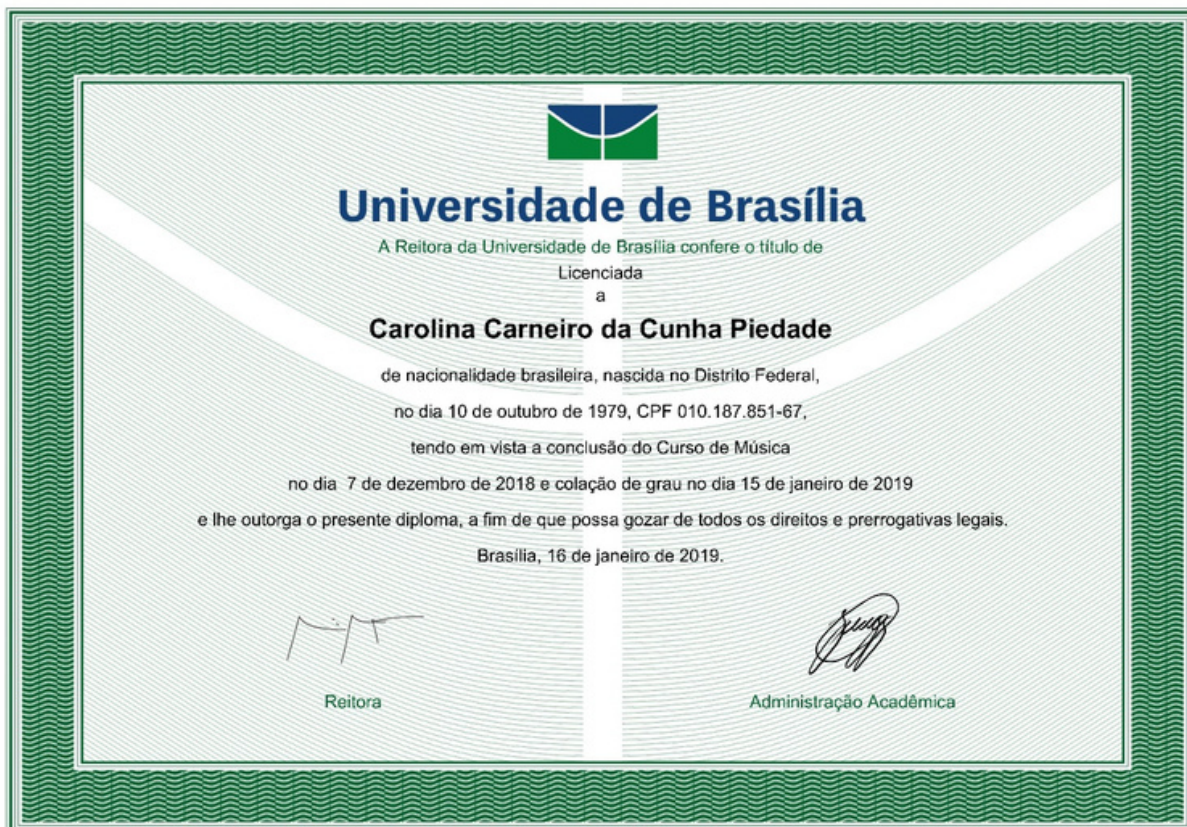 Universidade de Brasília
A Reitora da Universidade de Brasília confere o título de
Licenciada
a
Carolina Carneiro da Cunha Piedade
de nacionalidade brasileira, nascida no Distrito Federal,
no dia 10 de outubro de 1979, CPF 010.187.851-67,
tendo em vista a conclusão do Curso de Música
no dia 7 de dezembro de 2018 e colação de grau no dia 15 de janeiro de 2019
e lhe outorga o presente diploma, a fim de que possa gozar de todos os direitos e prerrogativas legais.
Brasília, 16 de janeiro de 2019.
Reitora
Administração Acadêmica